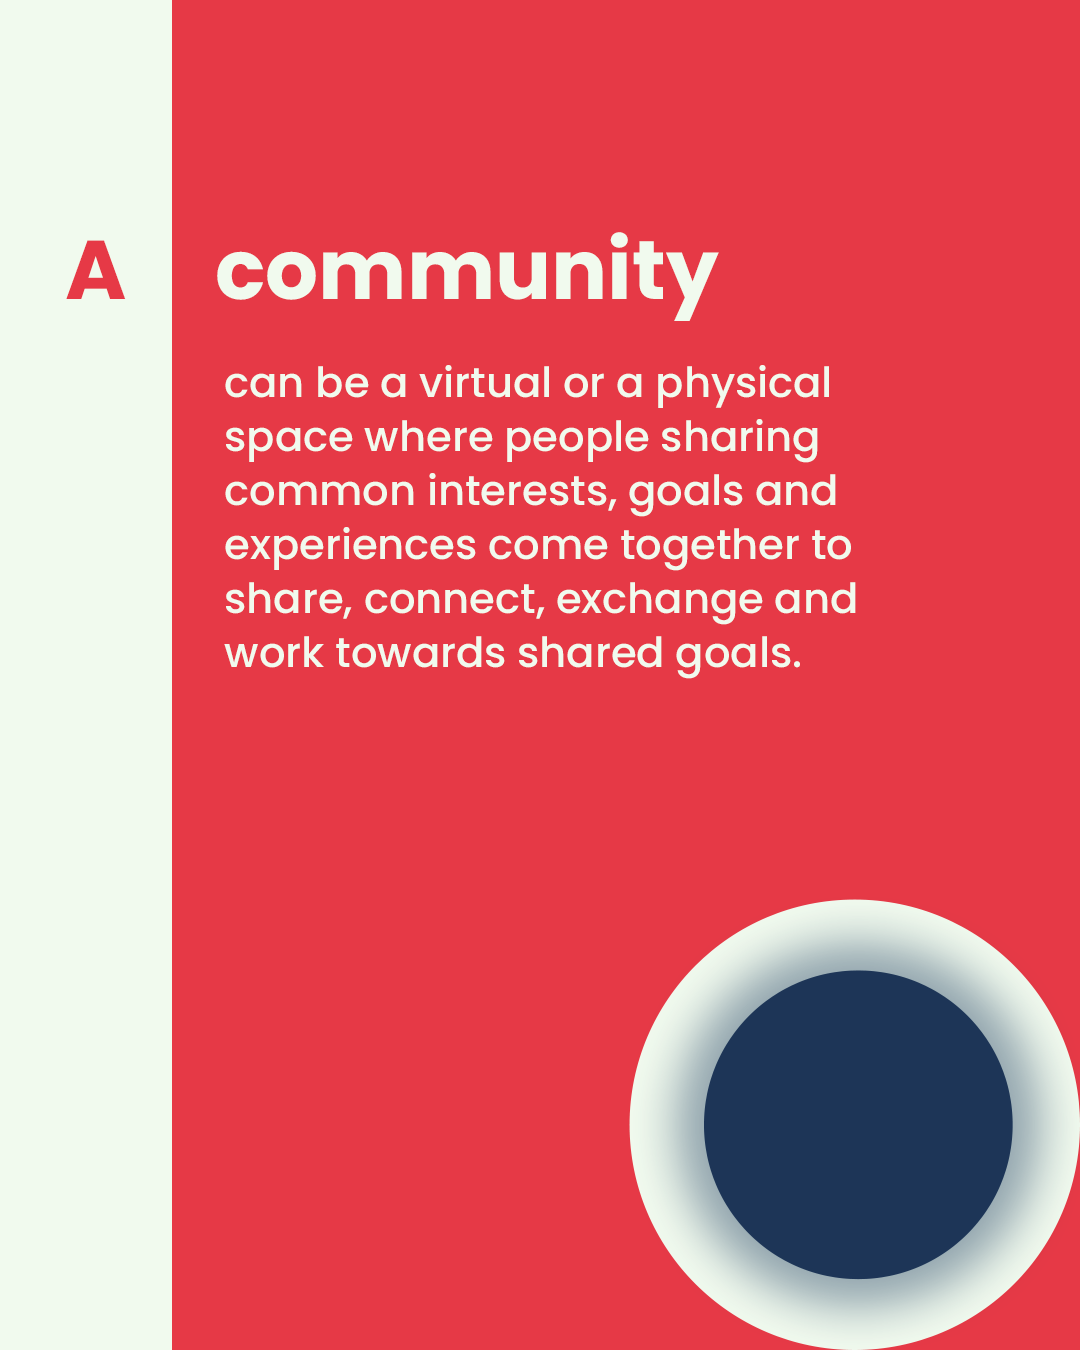 A community
can be a virtual or a physical
space where people sharing
common interests, goals and
experiences come together to
share, connect, exchange and
work towards shared goals.